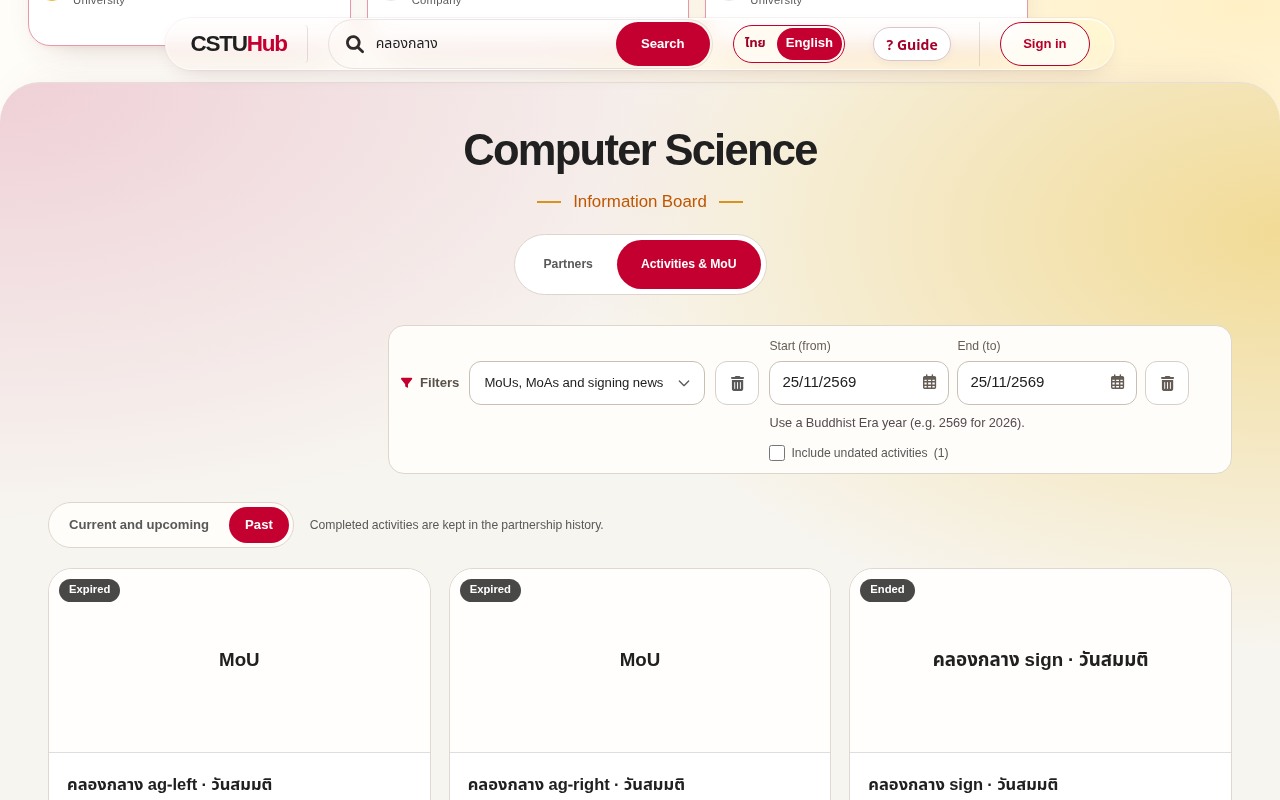 University
Company
University
CSTUHub
คลองกลาง
Search
ไทย
English
? Guide
Sign in
Computer Science
Information Board
Partners
Activities & MoU
Start (from)
End (to)
Filters
MoUs, MoAs and signing news
25/11/2569
25/11/2569
Use a Buddhist Era year (e.g. 2569 for 2026).
Include undated activities (1)
Current and upcoming
Past
Completed activities are kept in the partnership history.
Expired
Expired
Ended
MoU
MoU
คลองกลาง sign · วันสมมติ
คลองกลาง ag-left · วันสมมติ
คลองกลาง ag-right · วันสมมติ
คลองกลาง sign · วันสมมติ